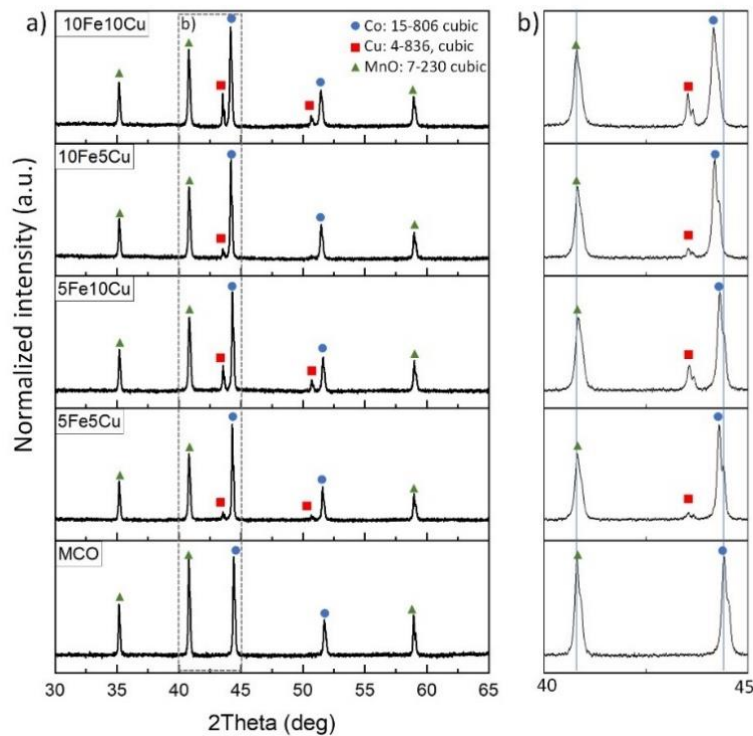 a)
b)
10Fe10Cu
b)
Co: 15-806 cubic
Cu: 4-836, cubic
MnO: 7-230 cubic
10Fe5Cu
5Fe10Cu
5Fe5Cu
MCO
Normalized intensity (a.u.)
30 35 40 45 50 55 60 65
2Theta (deg)
40 45